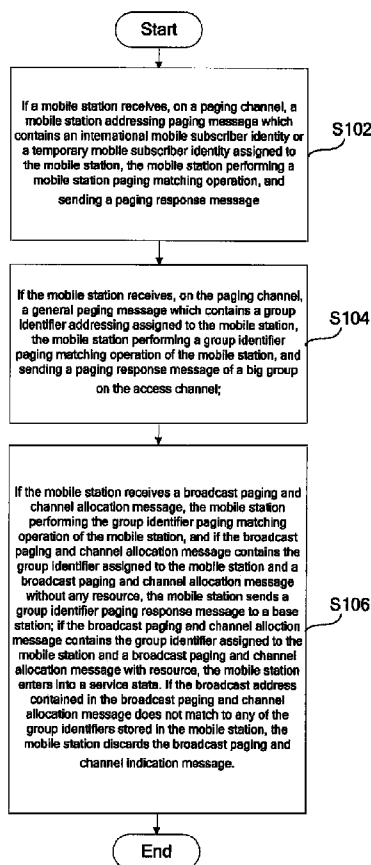 Start
If a mobile station receives, on a paging channel, a
mobile station addressing paging message which
contains an international mobile subscriber identity or
a temporary mobile subscriber identity assigned to
the mobile station, the mobile station performing a
mobile station paging matching operation, and
sending a paging response message
S102
If the mobile station receives, on the paging channel,
a general paging message which contains a group
identifier addressing assigned to the mobile station,
the mobile station performing a group identifier
paging matching operation of the mobile station, and
sending a paging response message of a big group
on the access channel;
S104
If the mobile station receives a broadcast paging and
channel allocation message, the mobile station
performing the group identifier paging matching
operation of the mobile station, and if the broadcast
paging and channel allocation message contains the
group identifier assigned to the mobile station and a
broadcast paging and channel allocation message
without any resource, the mobile station sends a
group identifier paging response message to a base
station; if the broadcast paging and channel alloction
message contains the group identifier assigned to the
mobile station and a broadcast paging and channel
allocation message with resource, the mobile station
enters into a service state. If the broadcast address
contained in the broadcast paging and channel
allocation message does not match to any of the
group identifiers stored in the mobile station, the
mobile station discards the broadcast paging and
channel indication message.
S106
End